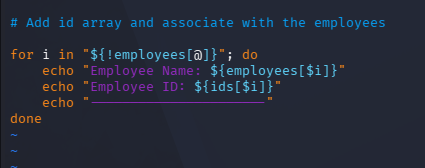 # Add id array and associate with the employees
for i in "${!employees[@]}"; do
    echo "Employee Name: ${employees[$i]}"
    echo "Employee ID: ${ids[$i]}"
    echo "----------------------"
done
~
~
~